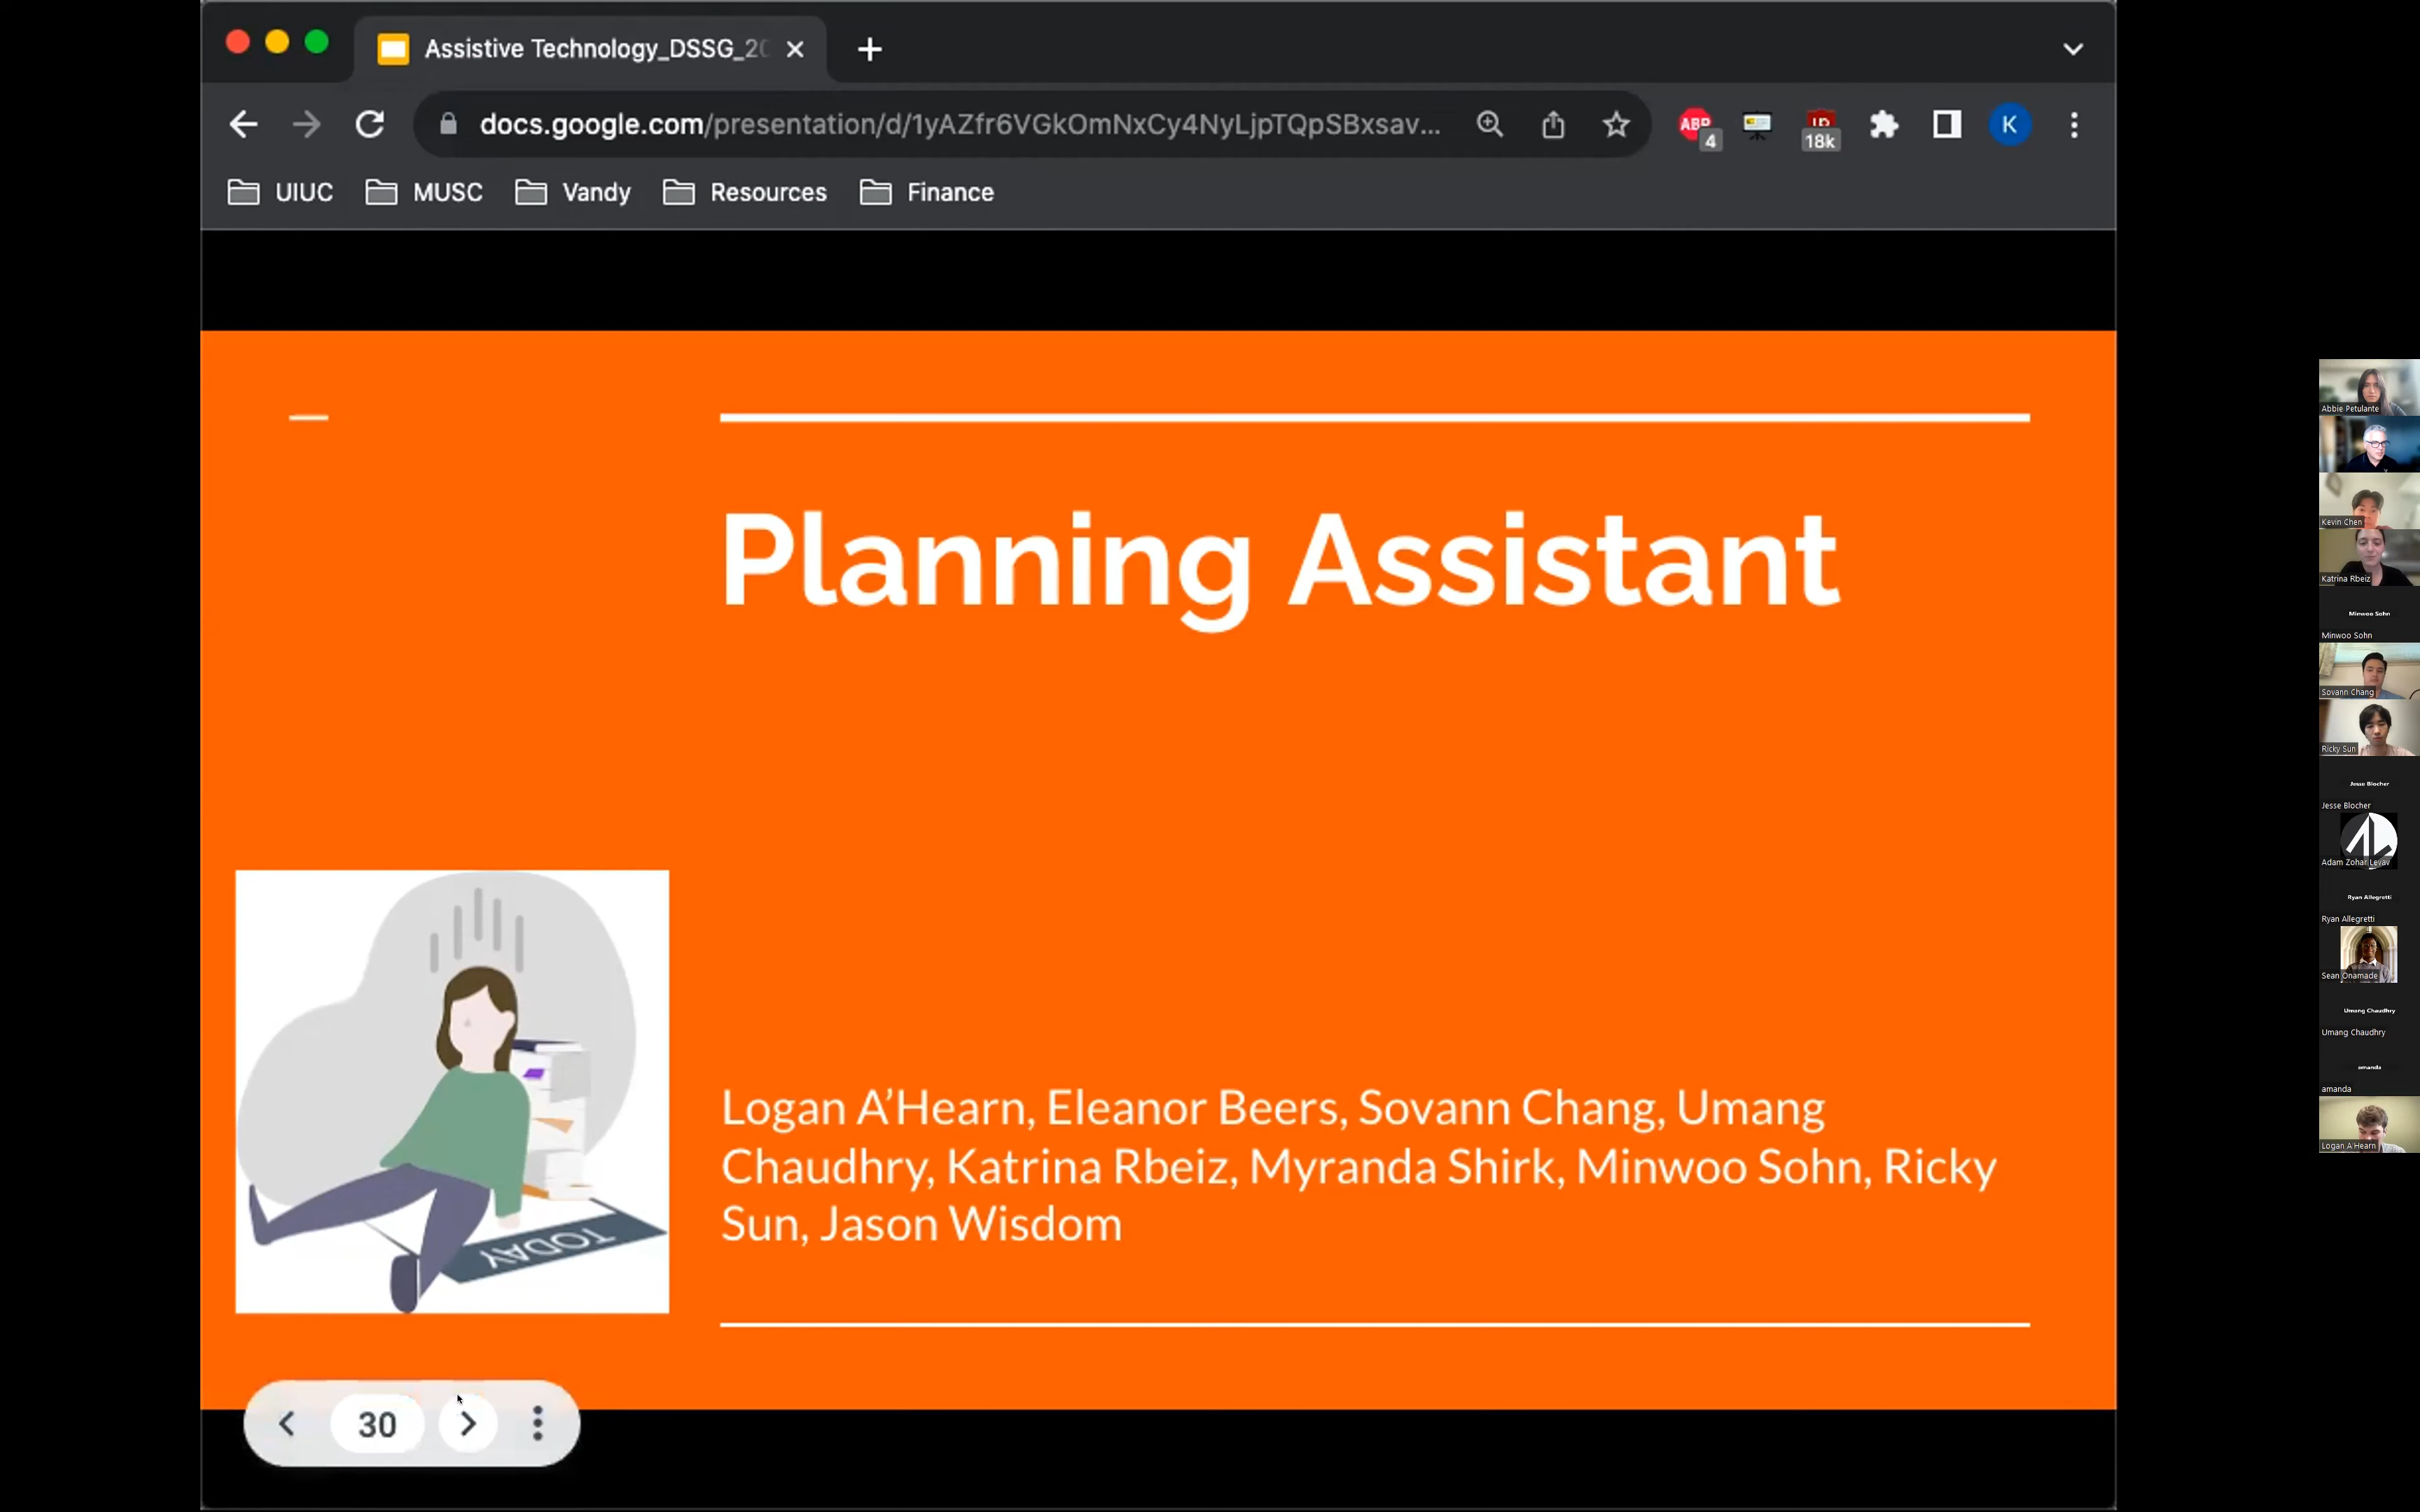 Assistive Technology_DSSG_20
docs.google.com/presentation/d/1yAZfr6VGkOmNxCy4NyLjpTQpSBxsav...
ABP
4
18k
K
UIUC
MUSC
Vandy
Resources
Finance
Planning Assistant
TODAY
Logan A’Hearn, Eleanor Beers, Sovann Chang, Umang
Chaudhry, Katrina Rbeiz, Myranda Shirk, Minwoo Sohn, Ricky
Sun, Jason Wisdom
30
Abbie Petulante
Kevin Chen
Katrina Rbeiz
Minwoo Sohn
Minwoo Sohn
Sovann Chang
Ricky Sun
Jesse Blocher
Jesse Blocher
Adam Zohar Levav
Ryan Allegretti
Ryan Allegretti
Sean Onamade
Umang Chaudhry
Umang Chaudhry
amanda
amanda
Logan A'Hearn